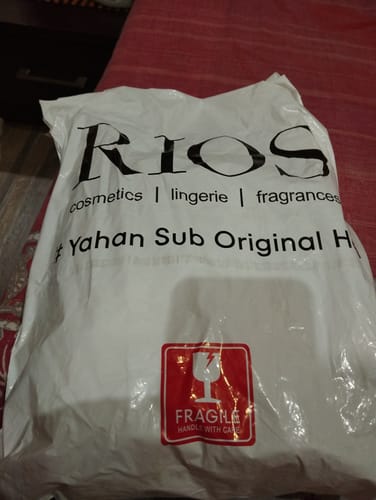 RIOS
cosmetics | lingerie | fragrances
# Yahan Sub Original H
FRAGILE
HANDLE WITH CARE